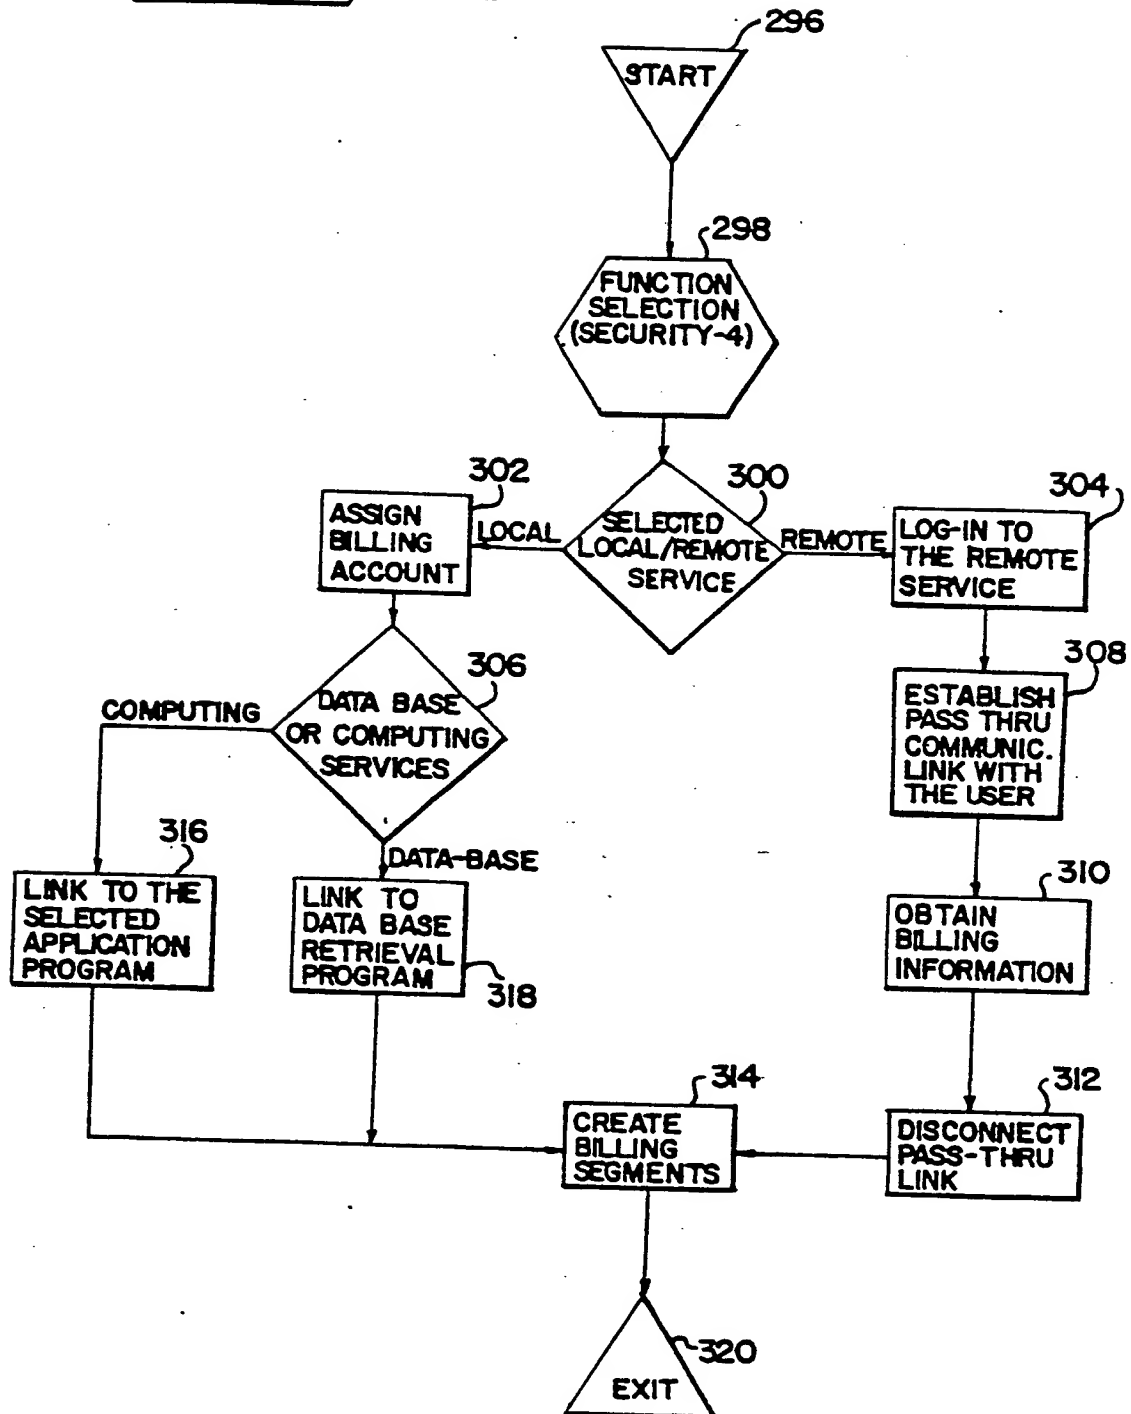 296
START
298
FUNCTION
SELECTION
(SECURITY-4)
302
300
304
ASSIGN
BILLING
ACCOUNT
LOCAL
SELECTED
LOCAL/REMOTE
SERVICE
REMOTE
LOG-IN TO
THE REMOTE
SERVICE
306
308
COMPUTING
DATA BASE
OR COMPUTING
SERVICES
ESTABLISH
PASS THRU
COMMUNIC.
LINK WITH
THE USER
316
DATA-BASE
310
LINK TO THE
SELECTED
APPLICATION
PROGRAM
LINK TO
DATA BASE
RETRIEVAL
PROGRAM
318
OBTAIN
BILLING
INFORMATION
314
312
CREATE
BILLING
SEGMENTS
DISCONNECT
PASS-THRU
LINK
320
EXIT